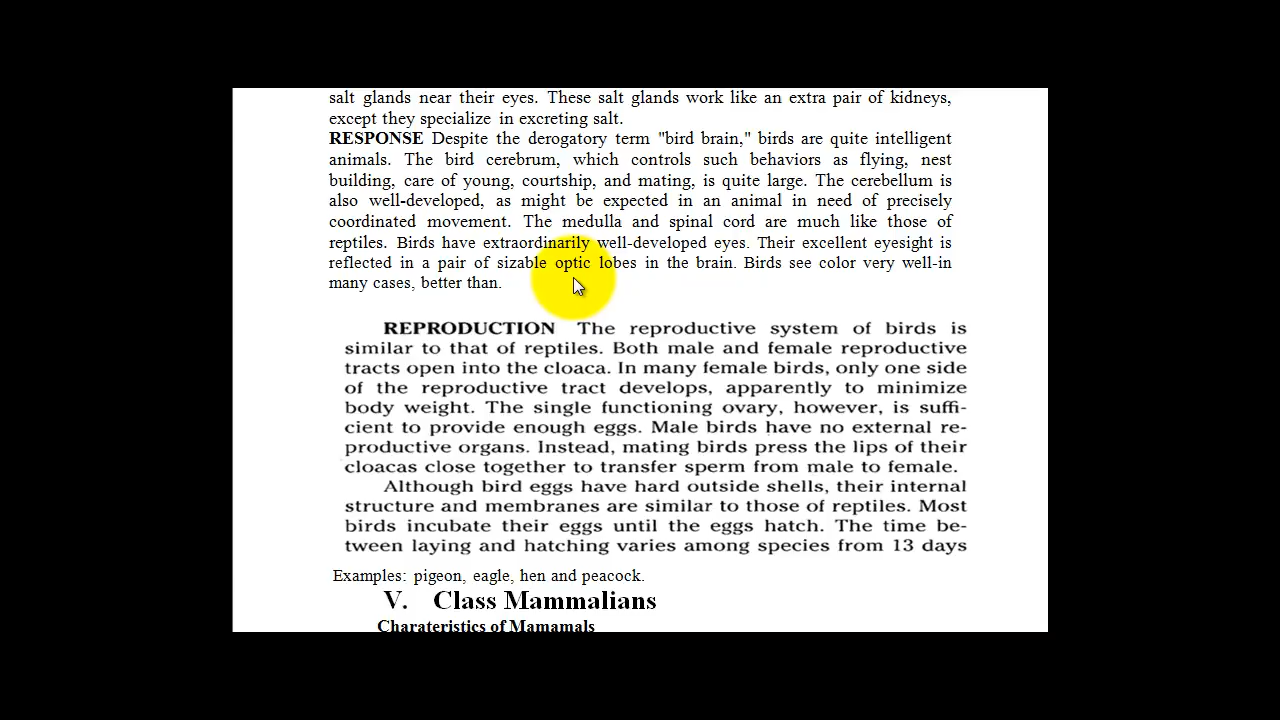 salt glands near their eyes. These salt glands work like an extra pair of kidneys,
except they specialize in excreting salt.
RESPONSE Despite the derogatory term "bird brain," birds are quite intelligent
animals. The bird cerebrum, which controls such behaviors as flying, nest
building, care of young, courtship, and mating, is quite large. The cerebellum is
also well-developed, as might be expected in an animal in need of precisely
coordinated movement. The medulla and spinal cord are much like those of
reptiles. Birds have extraordinarily well-developed eyes. Their excellent eyesight is
reflected in a pair of sizable optic lobes in the brain. Birds see color very well-in
many cases, better than.
REPRODUCTION The reproductive system of birds is
similar to that of reptiles. Both male and female reproductive
tracts open into the cloaca. In many female birds, only one side
of the reproductive tract develops, apparently to minimize
body weight. The single functioning ovary, however, is suffi-
cient to provide enough eggs. Male birds have no external re-
productive organs. Instead, mating birds press the lips of their
cloacas close together to transfer sperm from male to female.
Although bird eggs have hard outside shells, their internal
structure and membranes are similar to those of reptiles. Most
birds incubate their eggs until the eggs hatch. The time be-
tween laying and hatching varies among species from 13 days
Examples: pigeon, eagle, hen and peacock.
V. Class Mammalians
Charateristics of Mamamals